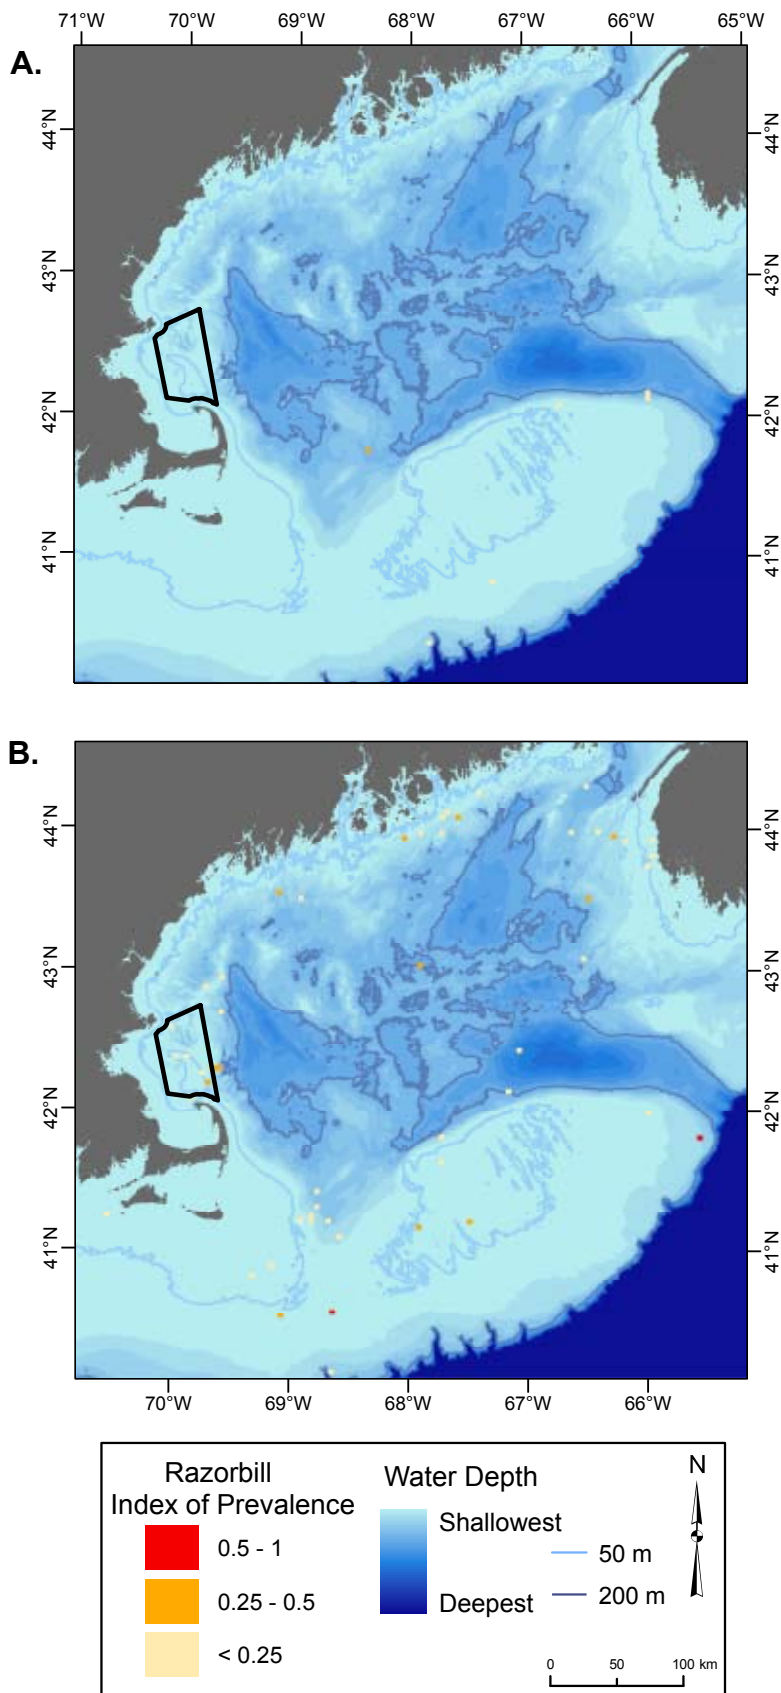 71°W 70°W 69°W 68°W 67°W 66°W 65°W
A.
44°N 44°N
43°N 43°N
42°N 42°N
41°N 41°N
B.
44°N 44°N
43°N 43°N
42°N 42°N
41°N 41°N
70°W 69°W 68°W 67°W 66°W
Razorbill
Index of Prevalence
0.5 - 1
0.25 - 0.5
< 0.25
Water Depth
Shallowest
Deepest
50 m
200 m
N
0 50 100 km